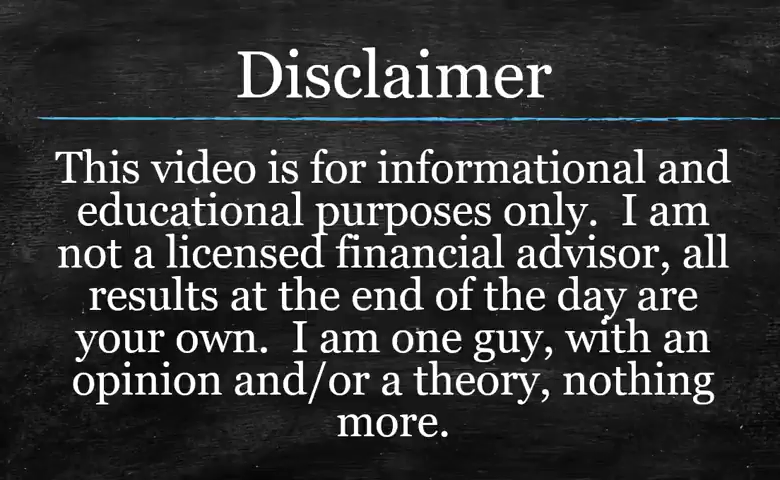 Disclaimer
This video is for informational and
educational purposes only.  I am
not a licensed financial advisor, all
results at the end of the day are
your own.  I am one guy, with an
opinion and/or a theory, nothing
more.